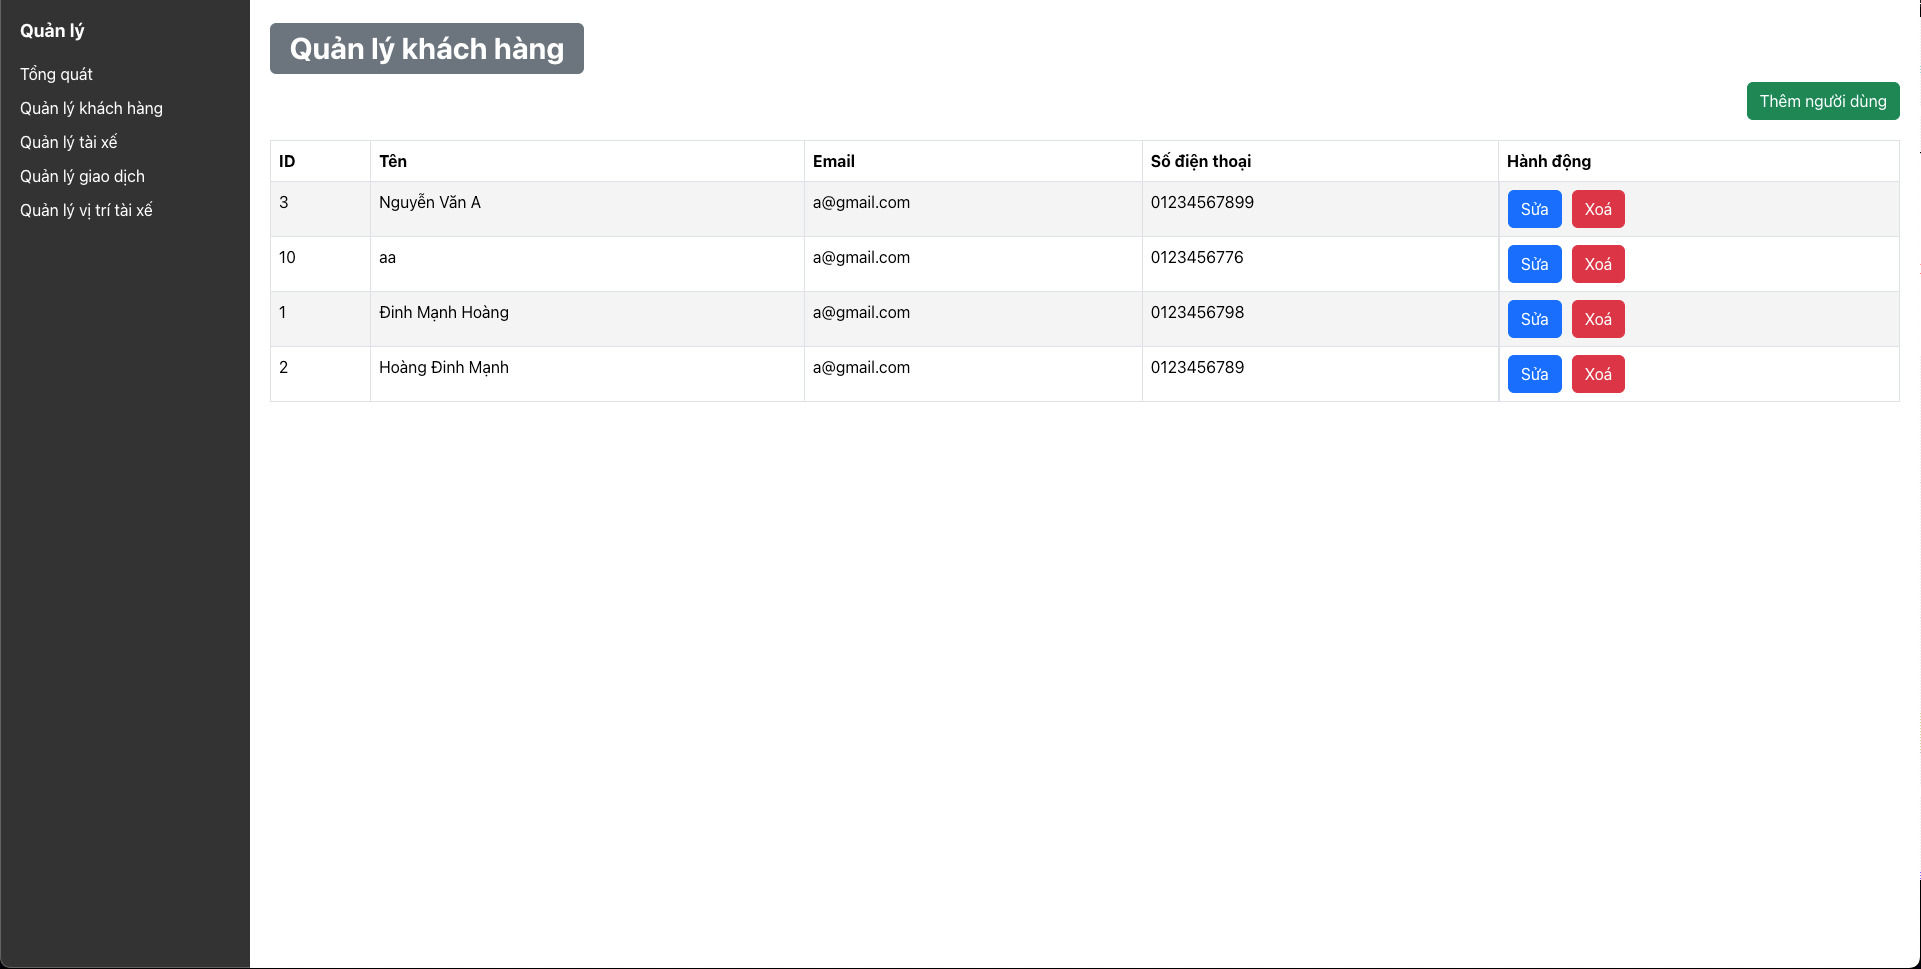 Quản lý
Tổng quát
Quản lý khách hàng
Quản lý tài xế
Quản lý giao dịch
Quản lý vị trí tài xế
Quản lý khách hàng
Thêm người dùng
ID Tên Email Số điện thoại Hành động
3 Nguyễn Văn A a@gmail.com 01234567899 Sửa Xoá
10 aa a@gmail.com 0123456776 Sửa Xoá
1 Đinh Mạnh Hoàng a@gmail.com 0123456798 Sửa Xoá
2 Hoàng Đinh Mạnh a@gmail.com 0123456789 Sửa Xoá